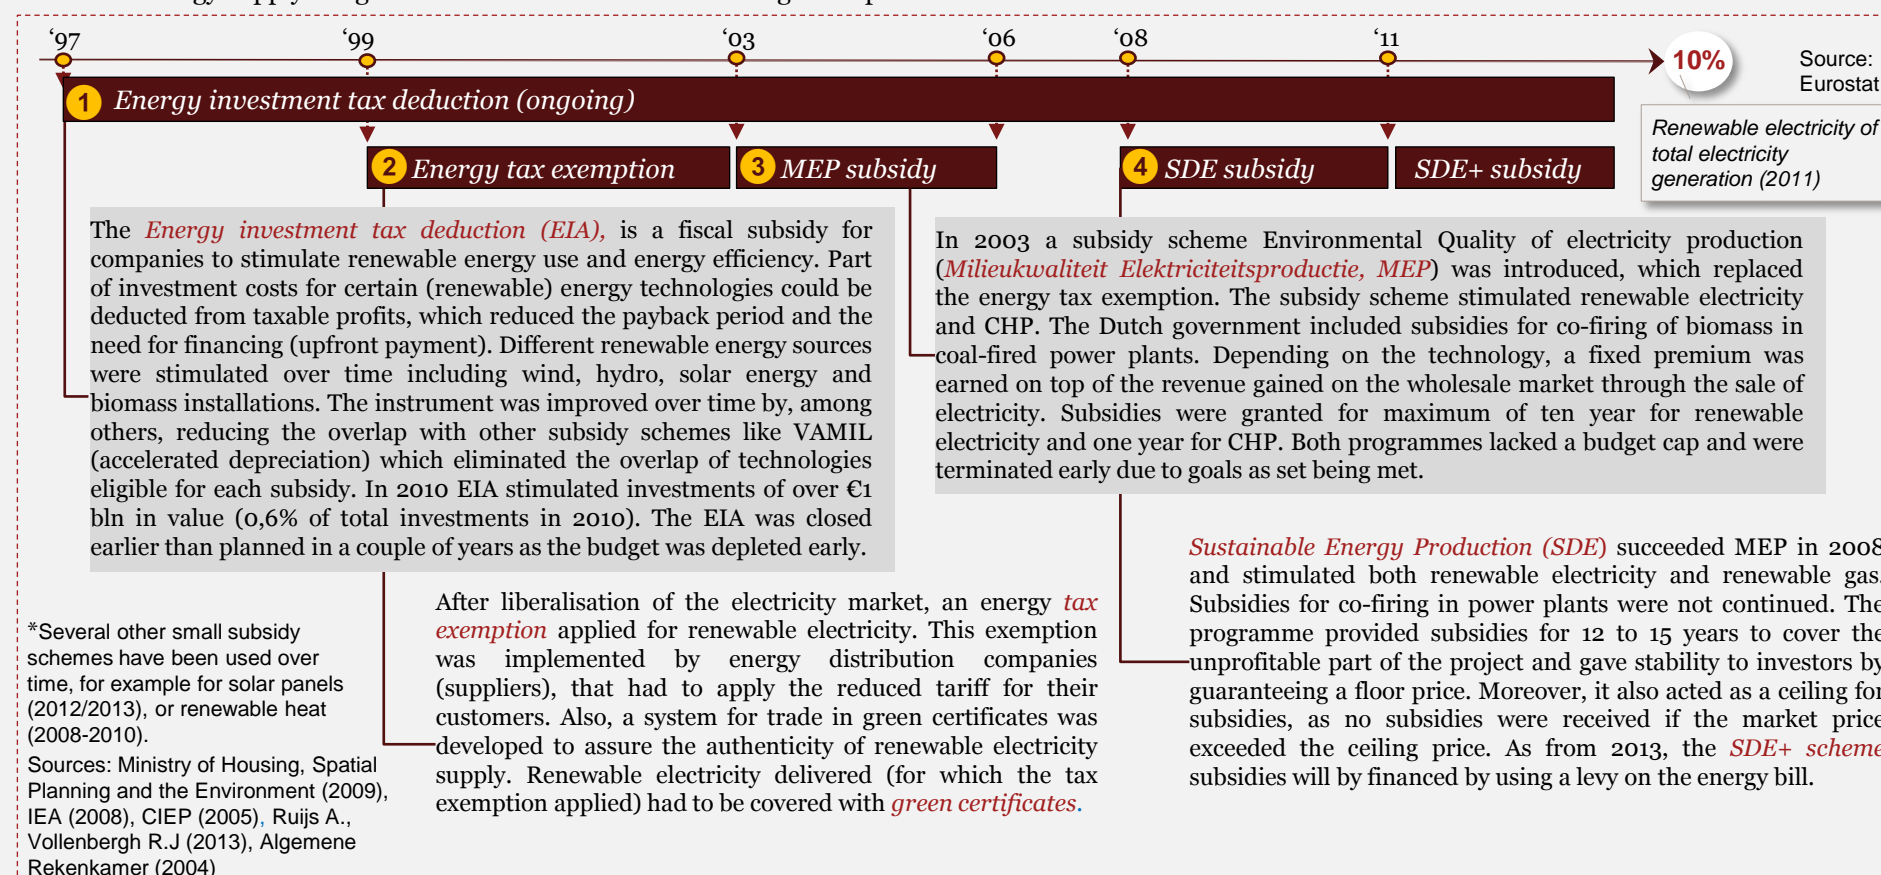 '97
'99
'03
'06
'08
'11
10%
Source:
Eurostat
1 Energy investment tax deduction (ongoing)
2 Energy tax exemption
3 MEP subsidy
4 SDE subsidy
SDE+ subsidy
Renewable electricity of
total electricity
generation (2011)
The Energy investment tax deduction (EIA), is a fiscal subsidy for
companies to stimulate renewable energy use and energy efficiency. Part
of investment costs for certain (renewable) energy technologies could be
deducted from taxable profits, which reduced the payback period and the
need for financing (upfront payment). Different renewable energy sources
were stimulated over time including wind, hydro, solar energy and
biomass installations. The instrument was improved over time by, among
others, reducing the overlap with other subsidy schemes like VAMIL
(accelerated depreciation) which eliminated the overlap of technologies
eligible for each subsidy. In 2010 EIA stimulated investments of over €1
bln in value (0,6% of total investments in 2010). The EIA was closed
earlier than planned in a couple of years as the budget was depleted early.
In 2003 a subsidy scheme Environmental Quality of electricity production
(Milieukwaliteit Elektriciteitsproductie, MEP) was introduced, which replaced
the energy tax exemption. The subsidy scheme stimulated renewable electricity
and CHP. The Dutch government included subsidies for co-firing of biomass in
coal-fired power plants. Depending on the technology, a fixed premium was
earned on top of the revenue gained on the wholesale market through the sale of
electricity. Subsidies were granted for maximum of ten year for renewable
electricity and one year for CHP. Both programmes lacked a budget cap and were
terminated early due to goals as set being met.
*Several other small subsidy
schemes have been used over
time, for example for solar panels
(2012/2013), or renewable heat
(2008-2010).
Sources: Ministry of Housing, Spatial
Planning and the Environment (2009),
IEA (2008), CIEP (2005), Ruijs A.,
Vollenbergh R.J (2013), Algemene
Rekenkamer (2004)
After liberalisation of the electricity market, an energy tax
exemption applied for renewable electricity. This exemption
was implemented by energy distribution companies
(suppliers), that had to apply the reduced tariff for their
customers. Also, a system for trade in green certificates was
developed to assure the authenticity of renewable electricity
supply. Renewable electricity delivered (for which the tax
exemption applied) had to be covered with green certificates.
Sustainable Energy Production (SDE) succeeded MEP in 2008
and stimulated both renewable electricity and renewable gas.
Subsidies for co-firing in power plants were not continued. The
programme provided subsidies for 12 to 15 years to cover the
unprofitable part of the project and gave stability to investors by
guaranteeing a floor price. Moreover, it also acted as a ceiling for
subsidies, as no subsidies were received if the market price
exceeded the ceiling price. As from 2013, the SDE+ scheme
subsidies will by financed by using a levy on the energy bill.